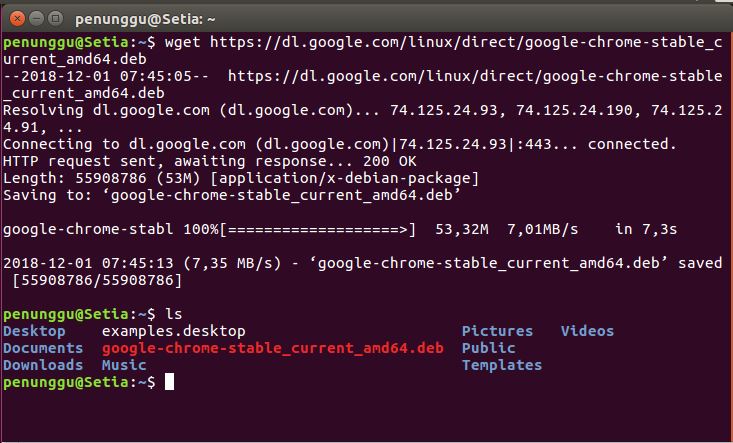 penunggu@Setia: ~
penunggu@Setia:~$ wget https://dl.google.com/linux/direct/google-chrome-stable_c
urrent_amd64.deb
--2018-12-01 07:45:05--  https://dl.google.com/linux/direct/google-chrome-stable
_current_amd64.deb
Resolving dl.google.com (dl.google.com)... 74.125.24.93, 74.125.24.190, 74.125.2
4.91, ...
Connecting to dl.google.com (dl.google.com)|74.125.24.93|:443... connected.
HTTP request sent, awaiting response... 200 OK
Length: 55908786 (53M) [application/x-debian-package]
Saving to: ‘google-chrome-stable_current_amd64.deb’
google-chrome-stabl 100%[===================>]  53,32M  7,01MB/s    in 7,3s
2018-12-01 07:45:13 (7,35 MB/s) - ‘google-chrome-stable_current_amd64.deb’ saved
 [55908786/55908786]
penunggu@Setia:~$ ls
Desktop    examples.desktop                        Pictures   Videos
Documents  google-chrome-stable_current_amd64.deb  Public
Downloads  Music                                   Templates
penunggu@Setia:~$